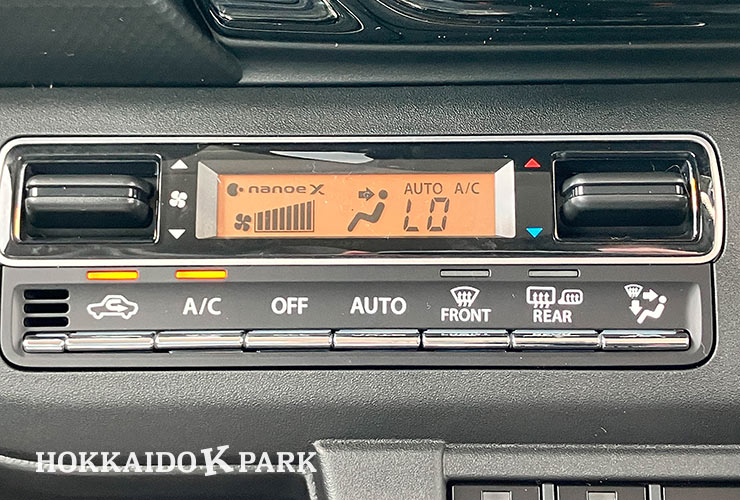 nanoe X
AUTO A/C
LO
A/C OFF AUTO FRONT REAR
HOKKAIDO K PARK